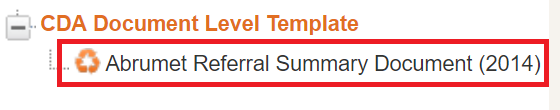 CDA Document Level Template
Abrumet Referral Summary Document (2014)